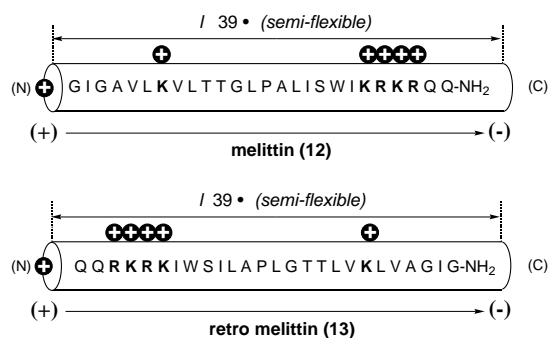 l 39 • (semi-flexible)
(N) G I G A V L K V L T T G L P A L I S W I K R K R Q Q-NH2 (C)
(+) (-)
melittin (12)
l 39 • (semi-flexible)
(N) Q Q R K R K I W S I L A P L G T T L V K L V A G I G-NH2 (C)
(+) (-)
retro melittin (13)